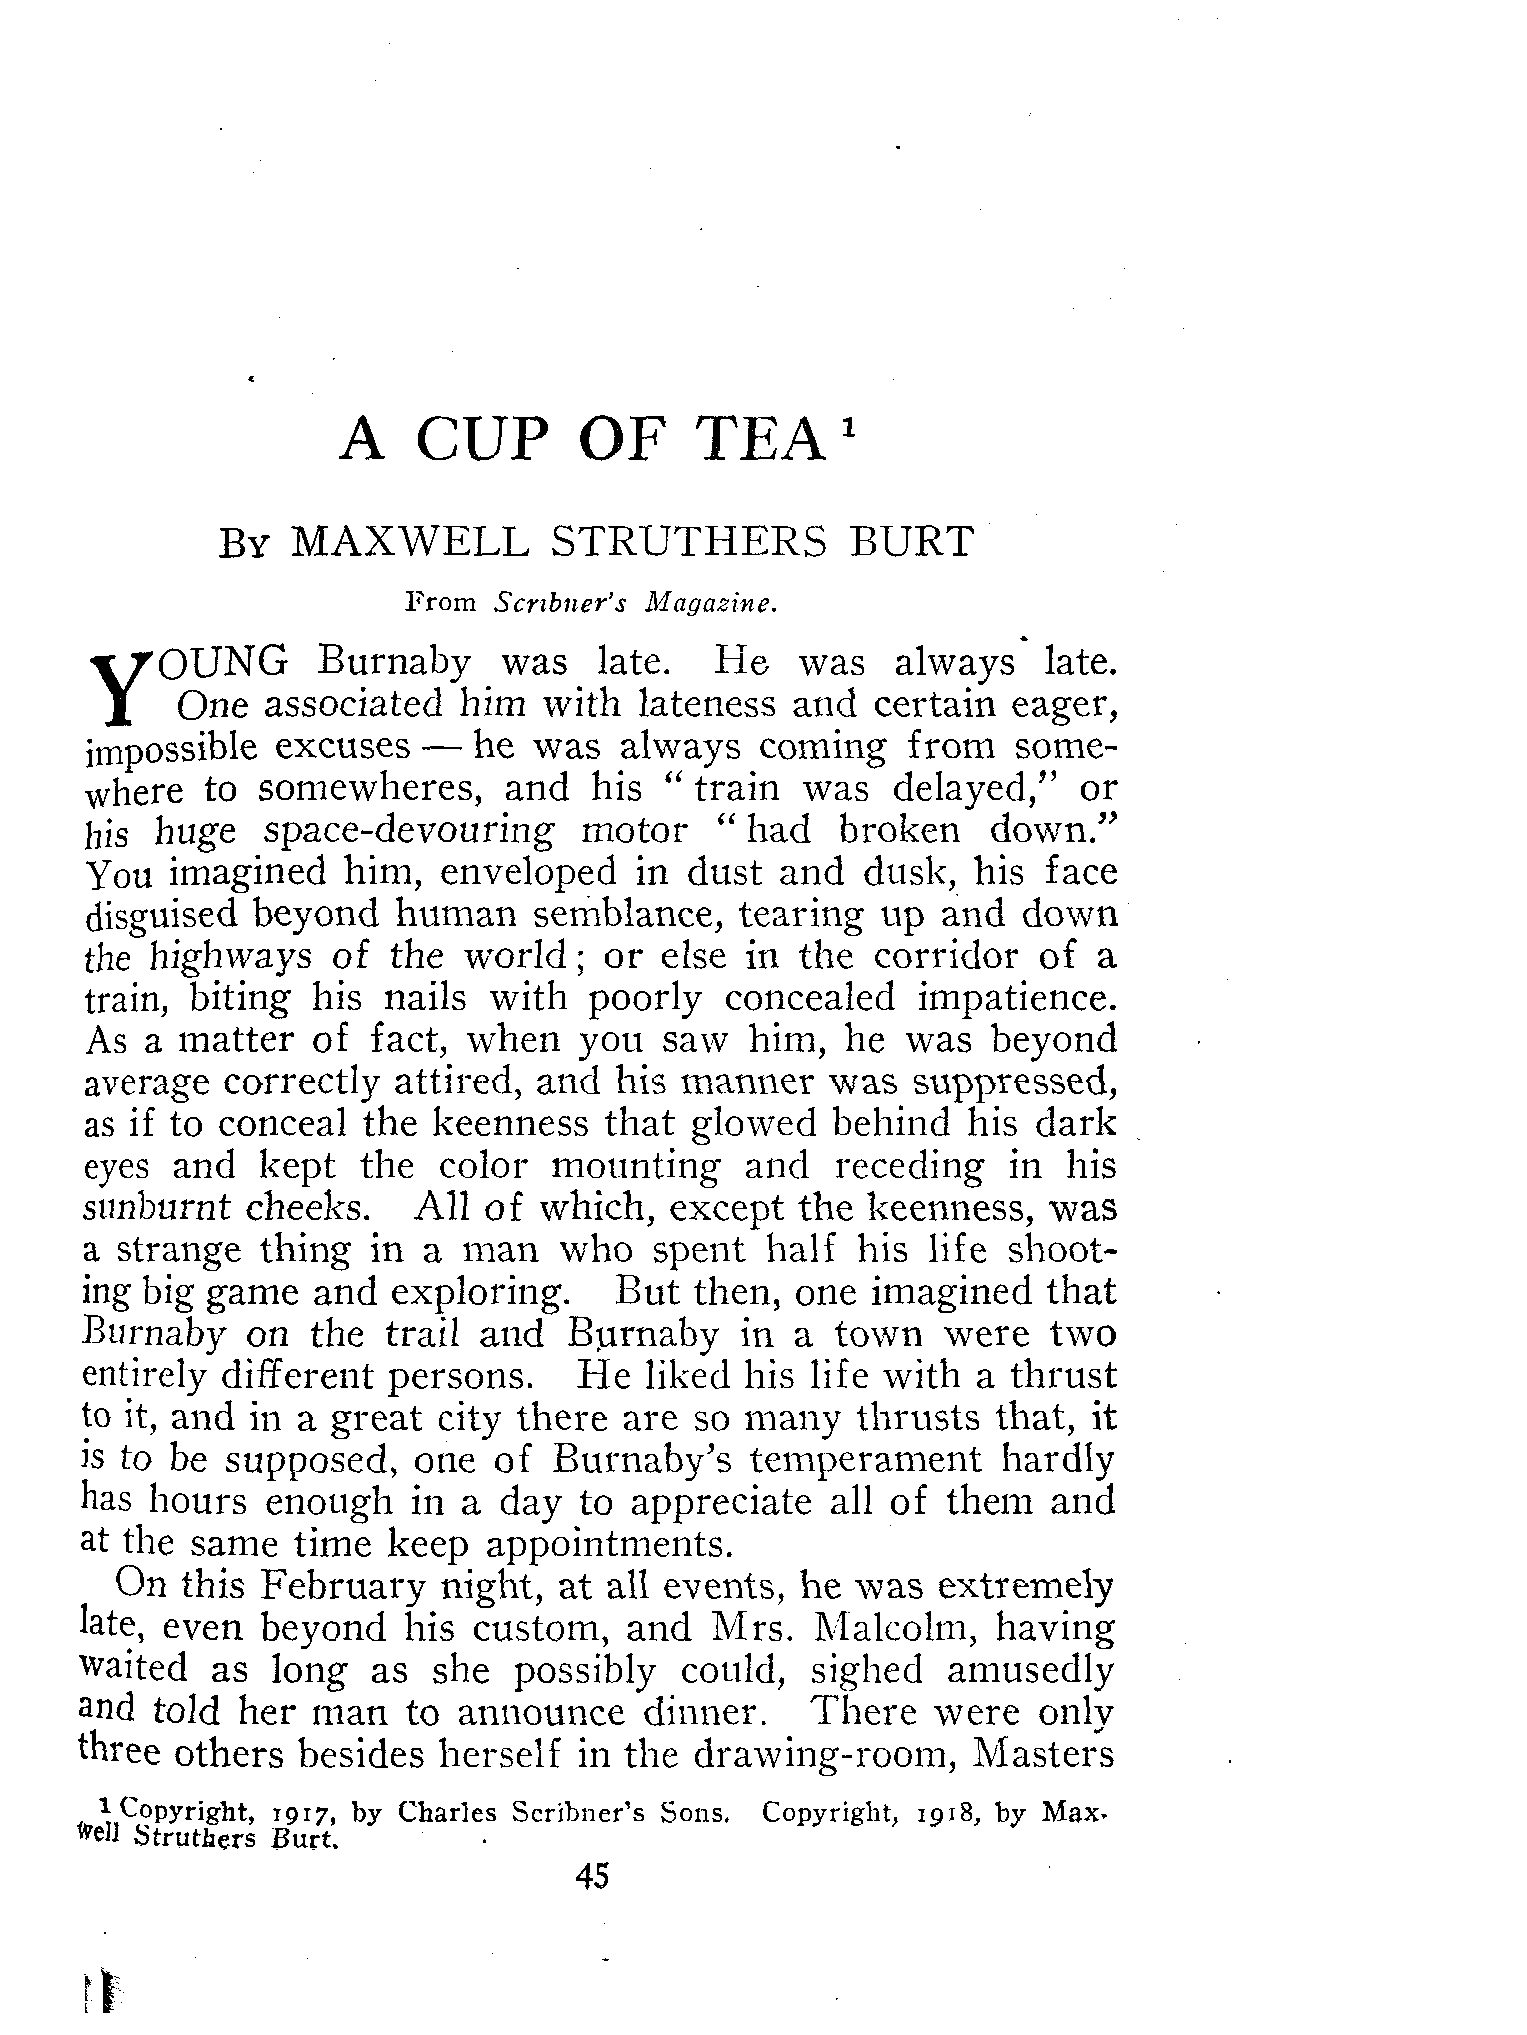 A CUP OF TEA ¹
By MAXWELL STRUTHERS BURT
From Scribner's Magazine.
YOUNG Burnaby was late. He was always late.
One associated him with lateness and certain eager,
impossible excuses — he was always coming from some-
where to somewheres, and his “ train was delayed,” or
his huge space-devouring motor “ had broken down.”
You imagined him, enveloped in dust and dusk, his face
disguised beyond human semblance, tearing up and down
the highways of the world; or else in the corridor of a
train, biting his nails with poorly concealed impatience.
As a matter of fact, when you saw him, he was beyond
average correctly attired, and his manner was suppressed,
as if to conceal the keenness that glowed behind his dark
eyes and kept the color mounting and receding in his
sunburnt cheeks. All of which, except the keenness, was
a strange thing in a man who spent half his life shoot-
ing big game and exploring. But then, one imagined that
Burnaby on the trail and Burnaby in a town were two
entirely different persons. He liked his life with a thrust
to it, and in a great city there are so many thrusts that, it
is to be supposed, one of Burnaby's temperament hardly
has hours enough in a day to appreciate all of them and
at the same time keep appointments.
On this February night, at all events, he was extremely
late, even beyond his custom, and Mrs. Malcolm, having
waited as long as she possibly could, sighed amusedly
and told her man to announce dinner. There were only
three others besides herself in the drawing-room, Masters
¹ Copyright, 1917, by Charles Scribner's Sons. Copyright, 1918, by Max-
well Struthers Burt.
45